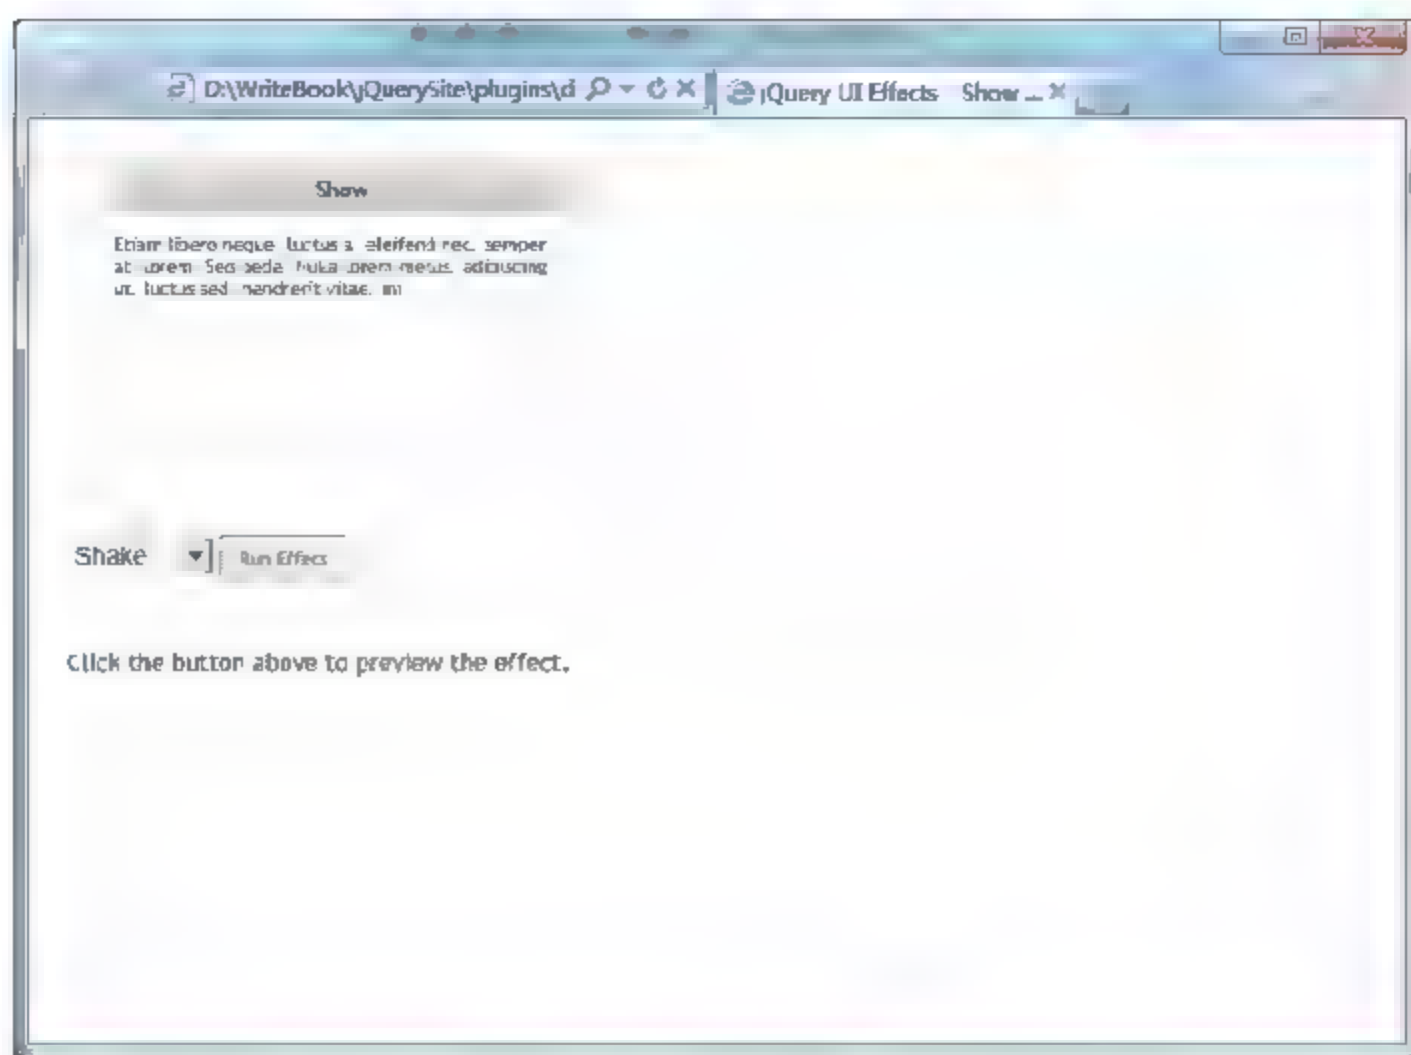 D:\WriteBook\jQuerySite\plugins\d
jQuery UI Effects Show ...
Show
Etiam libero neque, luctus a, eleifend nec, semper
at, lorem. Sed pede. Nulla lorem metus, adipiscing
ut, luctus sed, hendrerit vitae, mi.
Shake
Run Effect
Click the button above to preview the effect.